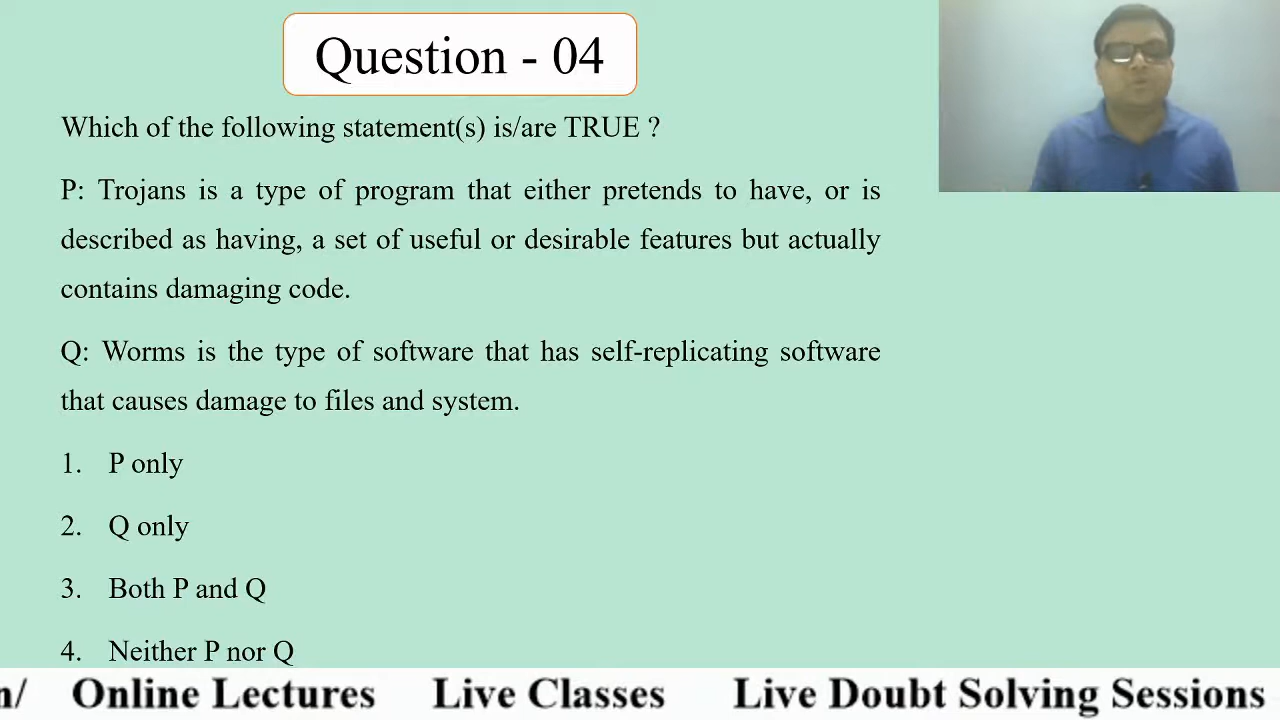 Question - 04
Which of the following statement(s) is/are TRUE ?
P: Trojans is a type of program that either pretends to have, or is
described as having, a set of useful or desirable features but actually
contains damaging code.
Q: Worms is the type of software that has self-replicating software
that causes damage to files and system.
1. P only
2. Q only
3. Both P and Q
4. Neither P nor Q
n/ Online Lectures Live Classes Live Doubt Solving Sessions